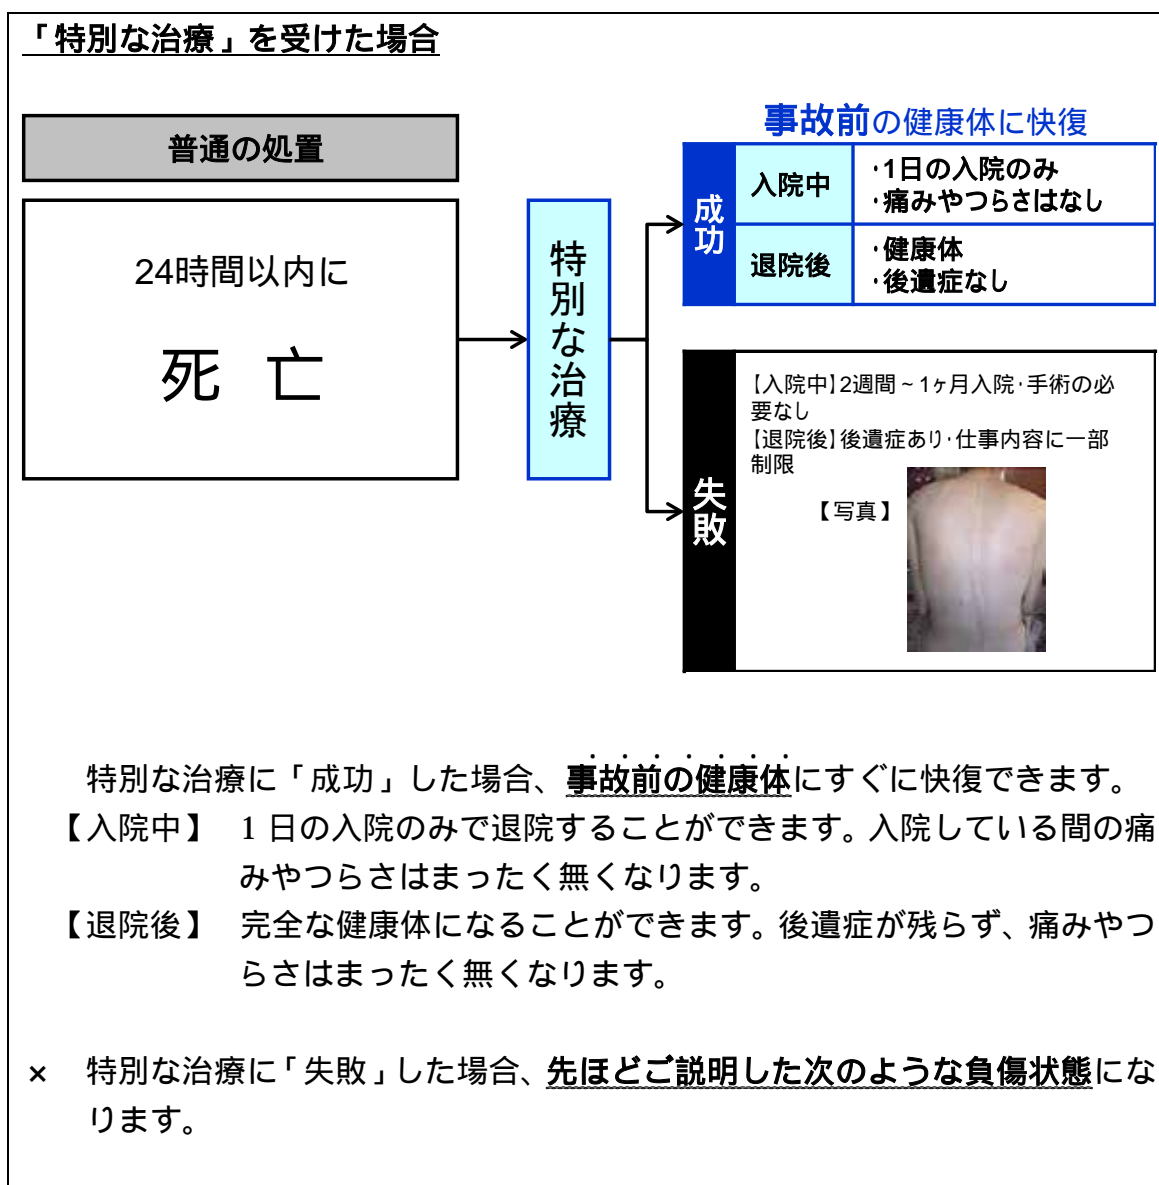 「特別な治療」を受けた場合
普通の処置
24時間以内に
死 亡
特別な治療
事故前の健康体に快復
成功
入院中
・1日の入院のみ
・痛みやつらさはなし
退院後
・健康体
・後遺症なし
失敗
【入院中】2週間~1ヶ月入院・手術の必
要なし
【退院後】後遺症あり・仕事内容に一部
制限
【写真】
特別な治療に「成功」した場合、事故前の健康体にすぐに快復できます。
【入院中】 1日の入院のみで退院することができます。入院している間の痛
みやつらさはまったく無くなります。
【退院後】 完全な健康体になることができます。後遺症が残らず、痛みやつ
らさはまったく無くなります。
× 特別な治療に「失敗」した場合、先ほどご説明した次のような負傷状態にな
ります。